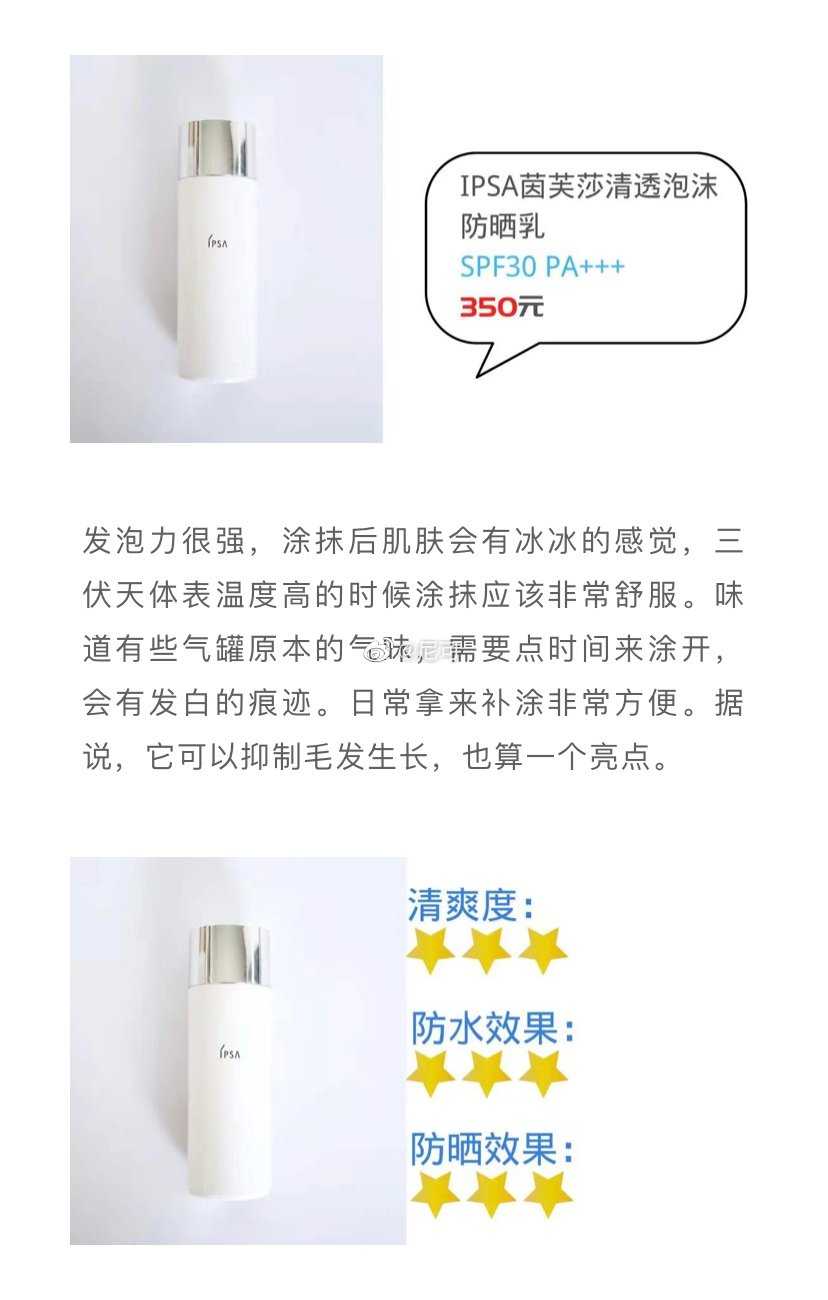 IPSA
IPSA茵芙莎清透泡沫
防晒乳
SPF30 PA+++
350元
发泡力很强，涂抹后肌肤会有冰冰的感觉，三
伏天体表温度高的时候涂抹应该非常舒服。味
道有些气罐原本的气味，需要点时间来涂开，
会有发白的痕迹。日常拿来补涂非常方便。据
说，它可以抑制毛发生长，也算一个亮点。
IPSA
清爽度：
防水效果：
防晒效果：